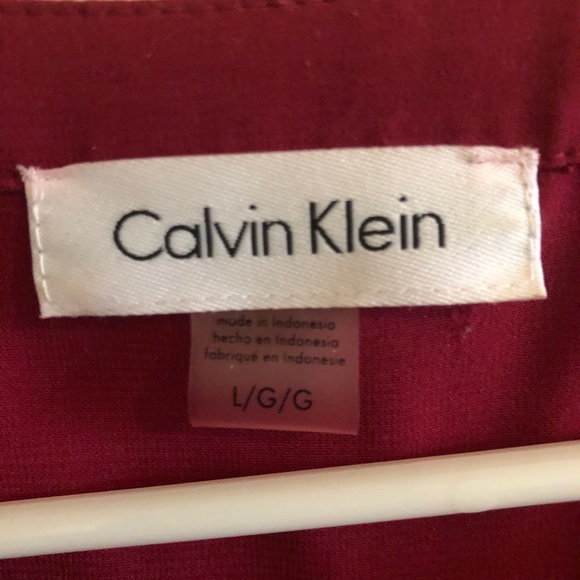 Calvin Klein
made in Indonesia
hecho en Indonesia
fabriqué en Indonesie
L/G/G